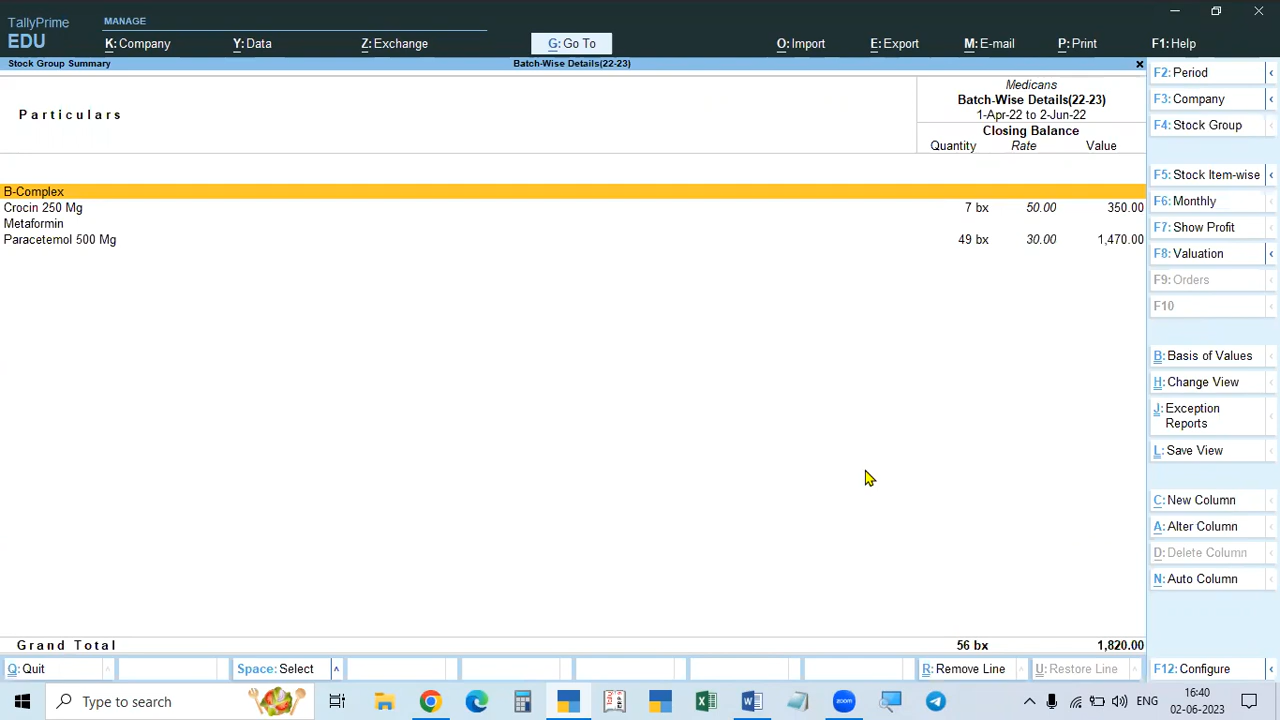 TallyPrime
EDU
MANAGE
K: Company
Y: Data
Z: Exchange
G: Go To
O: Import
E: Export
M: E-mail
P: Print
F1: Help
Stock Group Summary
Batch-Wise Details(22-23)
F2: Period
F3: Company
F4: Stock Group
F5: Stock Item-wise
F6: Monthly
F7: Show Profit
F8: Valuation
F9: Orders
F10
B: Basis of Values
H: Change View
J: Exception
Reports
L: Save View
C: New Column
A: Alter Column
D: Delete Column
N: Auto Column
F12: Configure
Particulars
Medicans
Batch-Wise Details(22-23)
1-Apr-22 to 2-Jun-22
Closing Balance
Quantity Rate Value
B-Complex
Crocin 250 Mg 7 bx 50.00 350.00
Metaformin
Paracetemol 500 Mg 49 bx 30.00 1,470.00
Grand Total 56 bx 1,820.00
Q: Quit
Space: Select
R: Remove Line
U: Restore Line
Type to search
zoom
ENG
16:40
02-06-2023